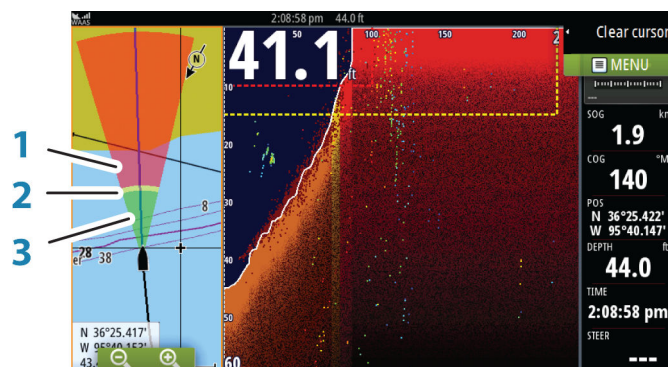 WAAS
2:08:58 pm 44.0 ft
Clear cursor
MENU
N
41.1 ft
50 100 150 200 2
10
20
30
40
50
60
1
2
3
8
28 38
er
N 36°25.417'
W 95°40.153'
43.
---
SOG kn
1.9
COG °M
140
POS
N 36°25.422'
W 95°40.147'
DEPTH ft
44.0
TIME
2:08:58 pm
STEER
---